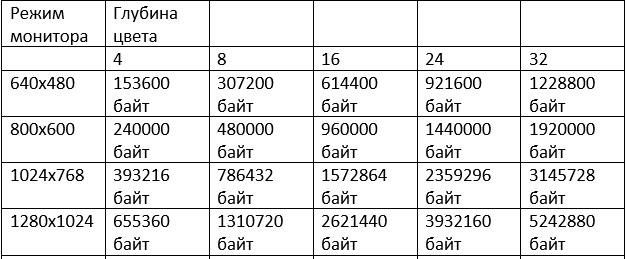 Режим Глубина
монитора цвета
4 8 16 24 32
640x480 153600 307200 614400 921600 1228800
байт байт байт байт байт
800x600 240000 480000 960000 1440000 1920000
байт байт байт байт байт
1024x768 393216 786432 1572864 2359296 3145728
байт байт байт байт байт
1280x1024 655360 1310720 2621440 3932160 5242880
байт байт байт байт байт